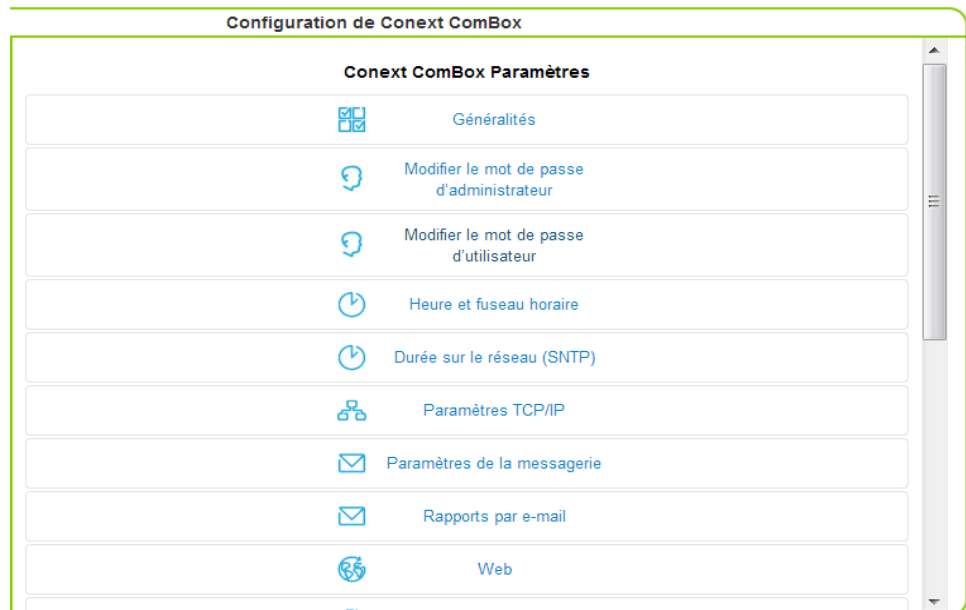 Configuration de Conext ComBox
Conext ComBox Paramètres
Généralités
Modifier le mot de passe
d'administrateur
Modifier le mot de passe
d'utilisateur
Heure et fuseau horaire
Durée sur le réseau (SNTP)
Paramètres TCP/IP
Paramètres de la messagerie
Rapports par e-mail
Web